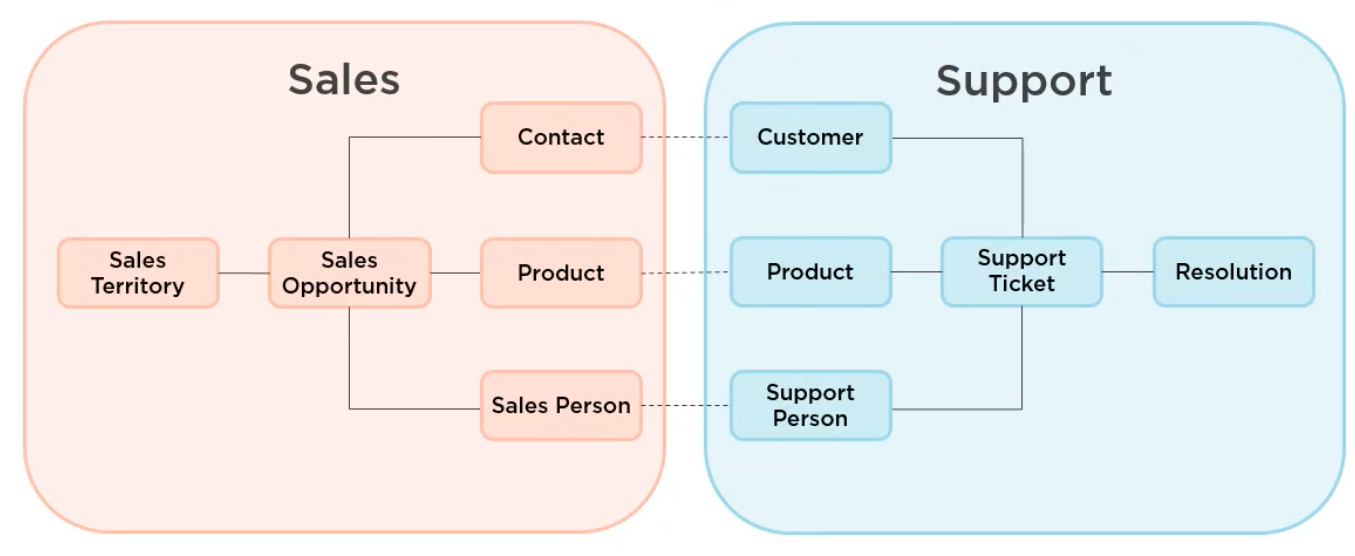 Sales
Contact
Sales
Territory
Sales
Opportunity
Product
Sales Person
Support
Customer
Product
Support
Ticket
Resolution
Support
Person